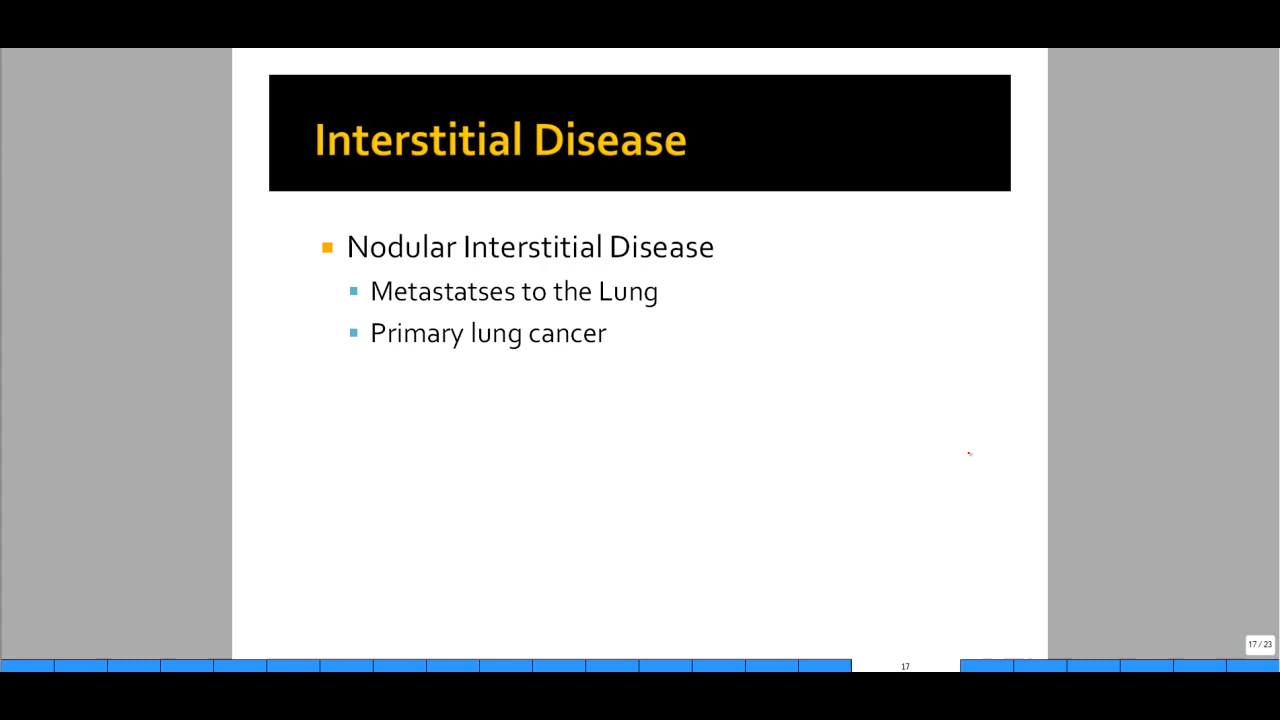 Interstitial Disease
Nodular Interstitial Disease
Metastatses to the Lung
Primary lung cancer
17 / 23
17